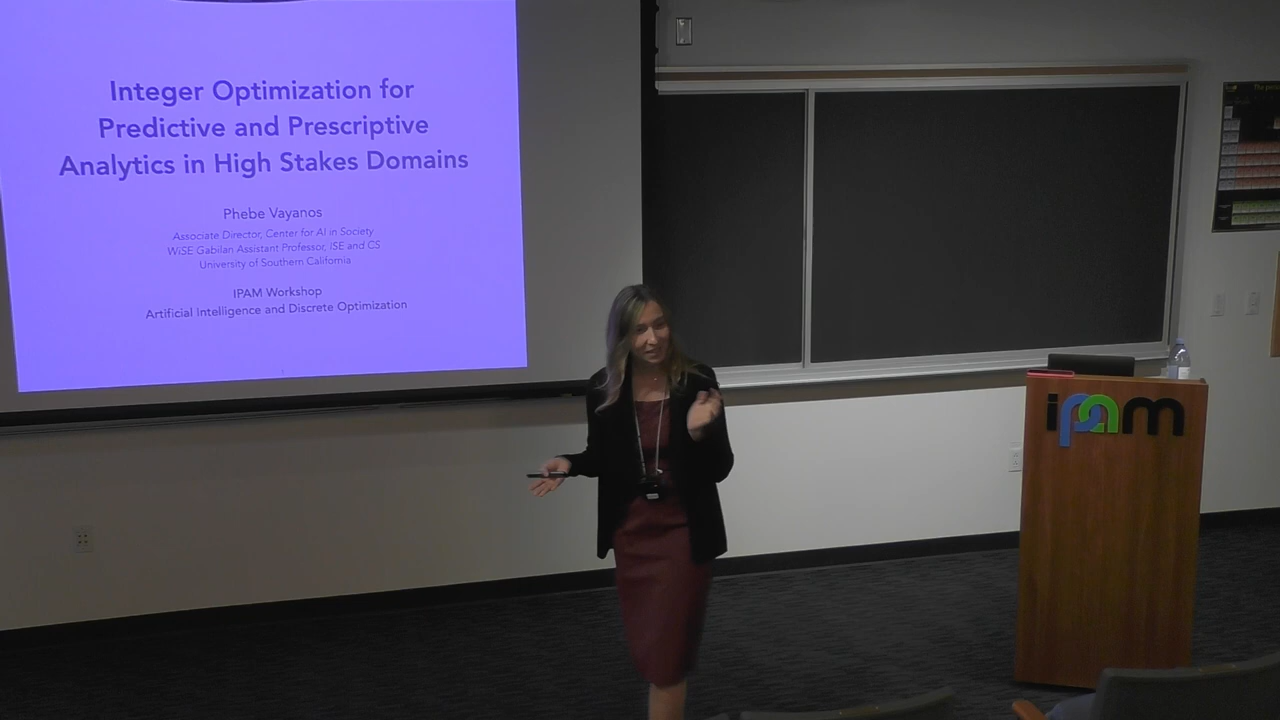 Integer Optimization for
Predictive and Prescriptive
Analytics in High Stakes Domains
Phebe Vayanos
Associate Director, Center for AI in Society
WiSE Gabilan Assistant Professor, ISE and CS
University of Southern California
IPAM Workshop
Artificial Intelligence and Discrete Optimization
ipam